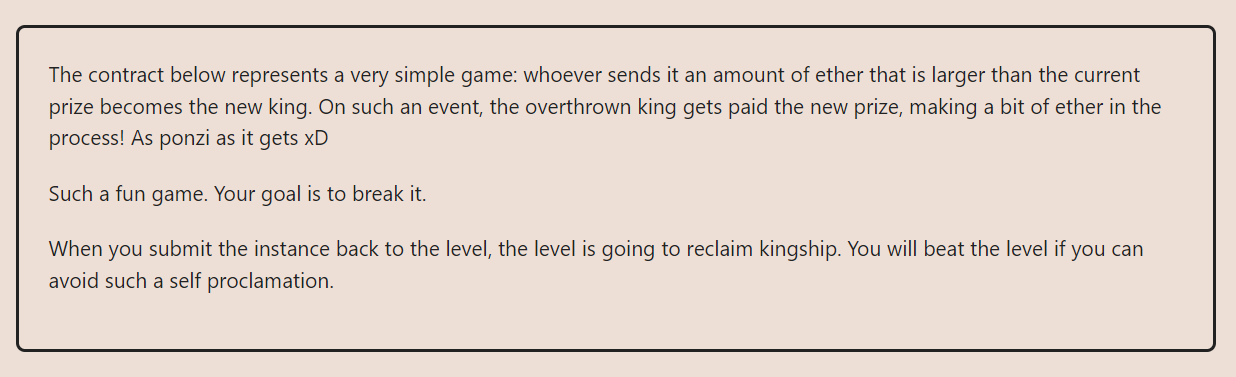 The contract below represents a very simple game: whoever sends it an amount of ether that is larger than the current
prize becomes the new king. On such an event, the overthrown king gets paid the new prize, making a bit of ether in the
process! As ponzi as it gets xD
Such a fun game. Your goal is to break it.
When you submit the instance back to the level, the level is going to reclaim kingship. You will beat the level if you can
avoid such a self proclamation.